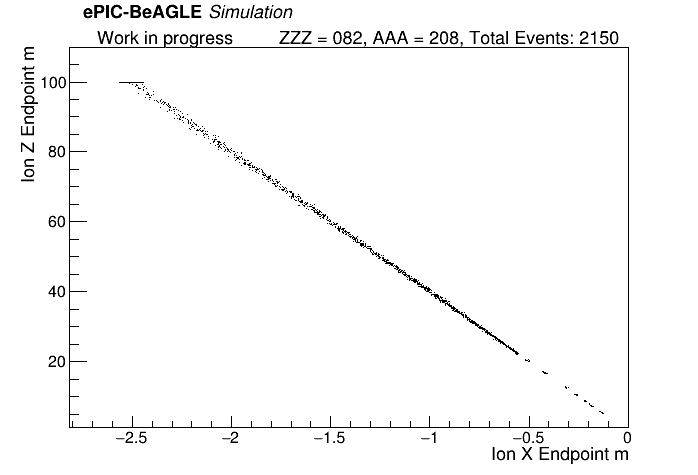 ePIC-BeAGLE Simulation
Work in progress ZZZ = 082, AAA = 208, Total Events: 2150
Ion Z Endpoint m
100
80
60
40
20
−2.5 −2 −1.5 −1 −0.5 0
Ion X Endpoint m